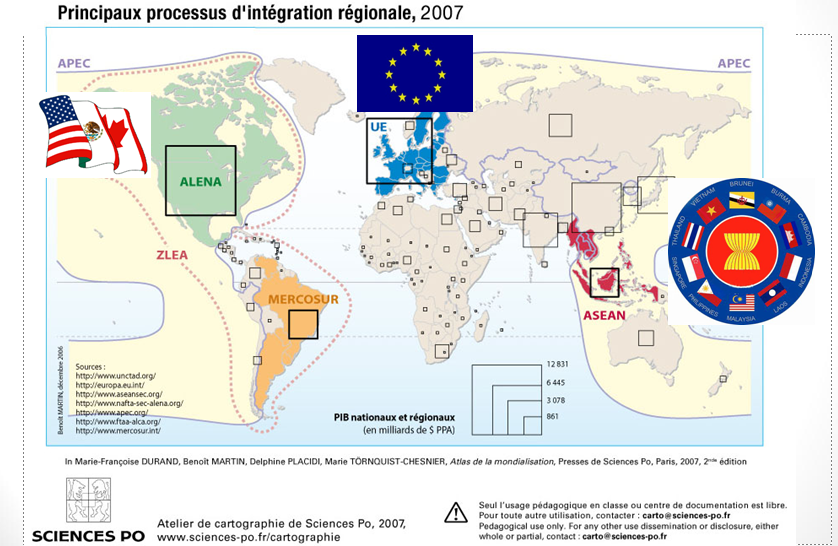 Principaux processus d'intégration régionale, 2007
APEC
APEC
UE
ALENA
ZLEA
MERCOSUR
ASEAN
BRUNEI
BURMA
CAMBODIA
INDONESIA
LAOS
MALAYSIA
PHILIPPINES
SINGAPORE
THAILAND
VIETNAM
Benoît MARTIN, décembre 2006
Sources :
http://www.unctad.org/
http://europa.eu.int/
http://www.aseansec.org/
http://www.nafta-sec-alena.org/
http://www.apec.org/
http://www.ftaa-alca.org/
http://www.mercosur.int/
PIB nationaux et régionaux
(en milliards de $ PPA)
12 831
6 445
3 078
861
In Marie-Françoise DURAND, Benoît MARTIN, Delphine PLACIDI, Marie TÖRNQUIST-CHESNIER, Atlas de la mondialisation, Presses de Sciences Po, Paris, 2007, 2nde édition
SCIENCES PO
Atelier de cartographie de Sciences Po, 2007,
www.sciences-po.fr/cartographie
Seul l'usage pédagogique en classe ou centre de documentation est libre.
Pour toute autre utilisation, contacter : carto@sciences-po.fr
Pedagogical use only. For any other use dissemination or disclosure, either
whole or partial, contact : carto@sciences-po.fr